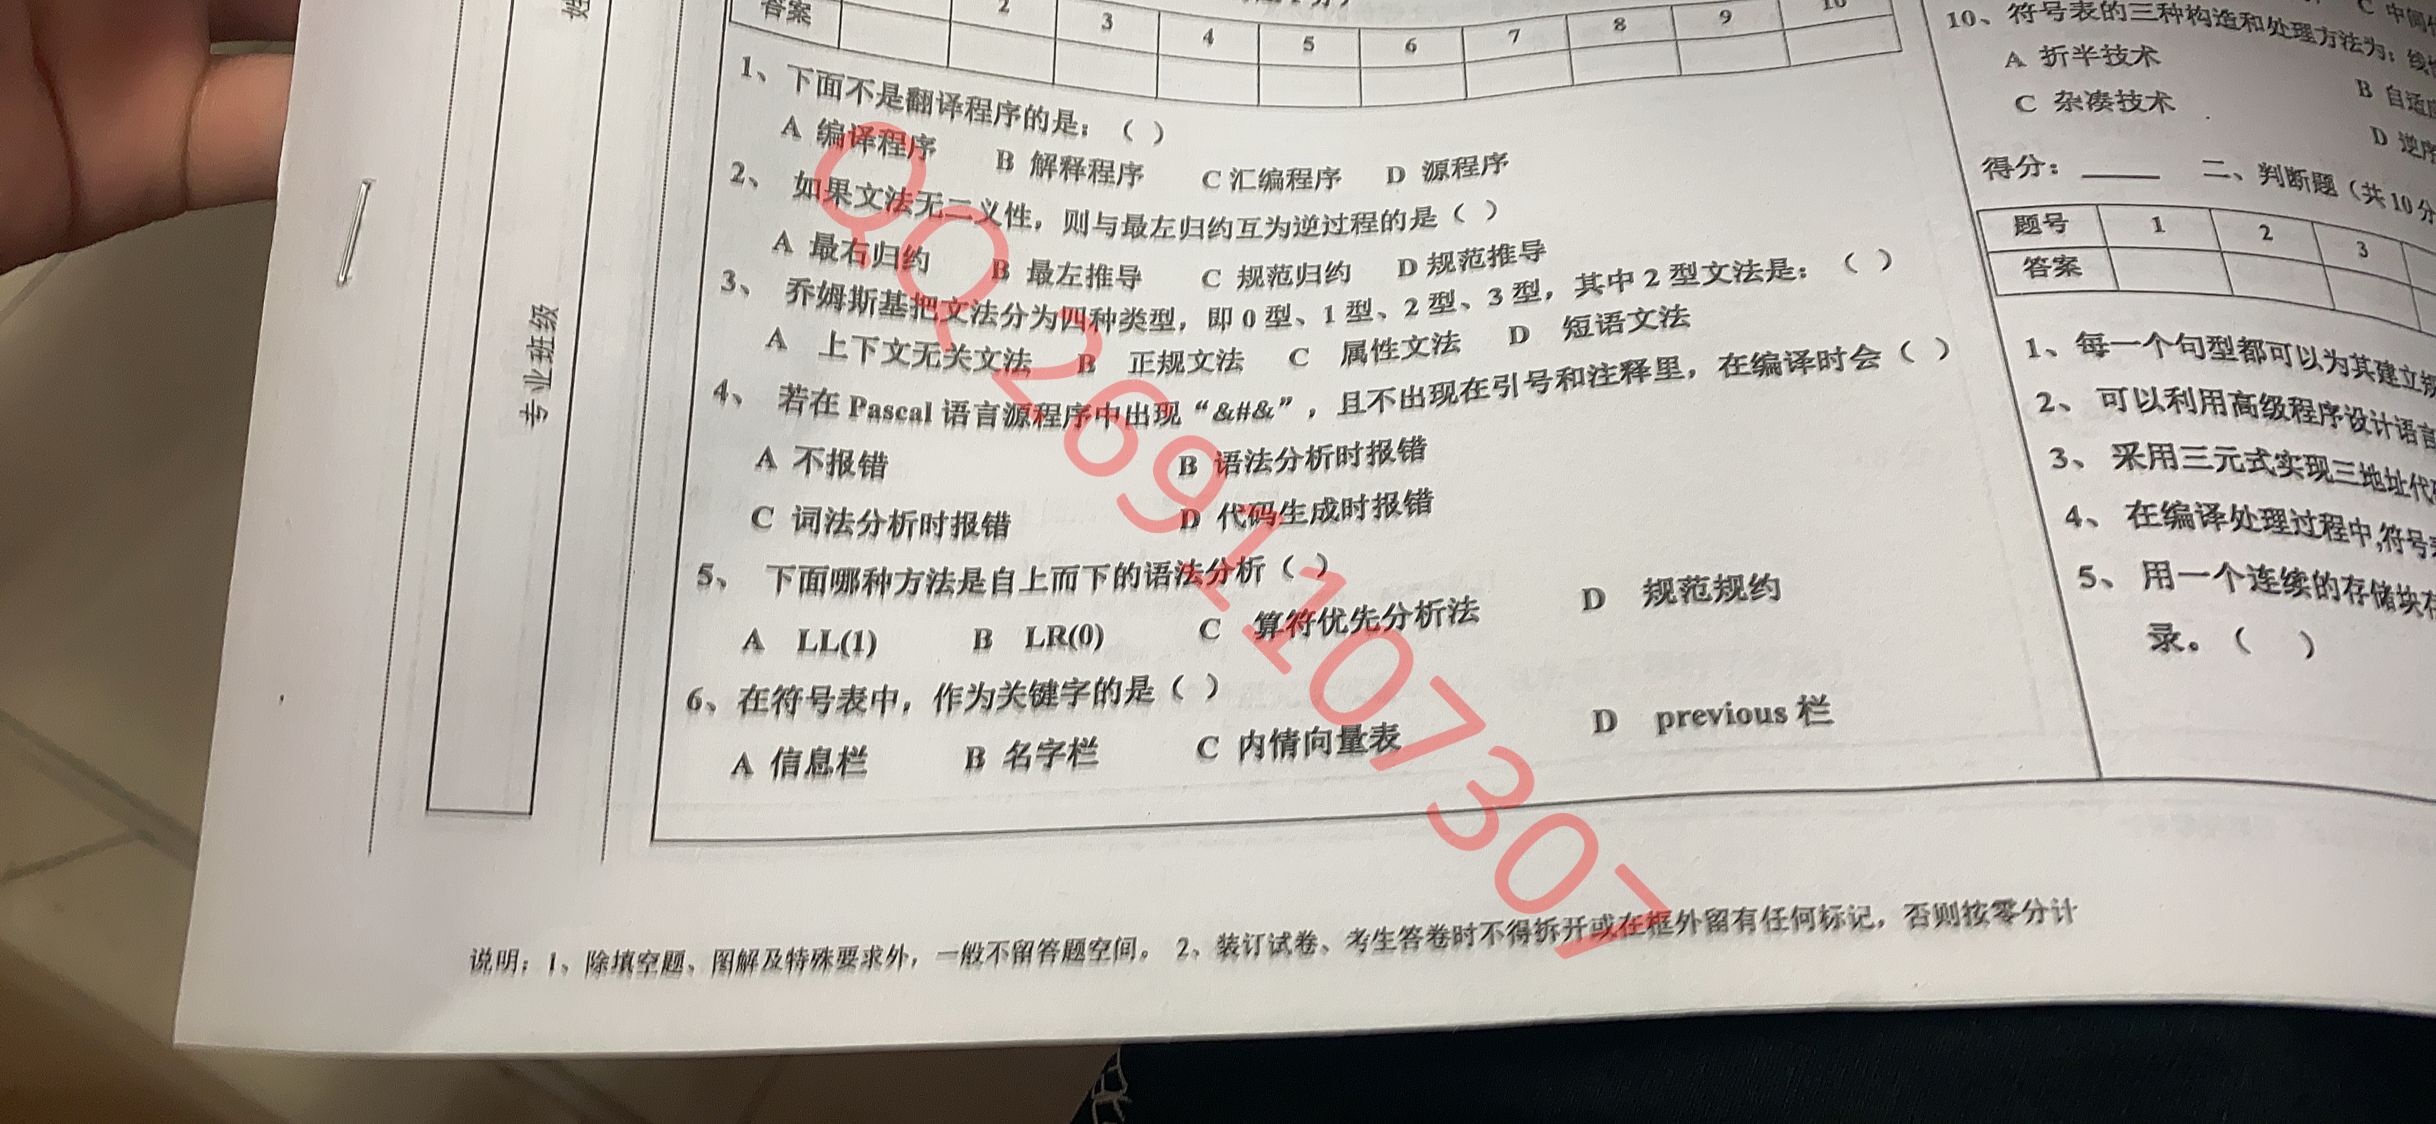 答案
2 3 4 5 6 7 8 9 10
1、下面不是翻译程序的是：（ ）
A 编译程序 B 解释程序 C汇编程序 D 源程序
2、 如果文法无二义性，则与最左归约互为逆过程的是（ ）
A 最右归约 B 最左推导 C 规范归约 D 规范推导
3、 乔姆斯基把文法分为四种类型，即 0 型、1 型、2 型、3 型，其中 2 型文法是：（ ）
A 上下文无关文法 B 正规文法 C 属性文法 D 短语文法
4、 若在 Pascal 语言源程序中出现“&#&”，且不出现在引号和注释里，在编译时会（ ）
A 不报错 B 语法分析时报错
C 词法分析时报错 D 代码生成时报错
5、 下面哪种方法是自上而下的语法分析（ ）
A LL(1) B LR(0) C 算符优先分析法 D 规范规约
6、在符号表中，作为关键字的是（ ）
A 信息栏 B 名字栏 C 内情向量表 D previous 栏
C 中间
10、符号表的三种构造和处理方法为：线
A 折半技术 B 自适
C 杂凑技术 D 逆序
得分：____ 二、判断题（共 10 分
题号 1 2 3
答案
1、每一个句型都可以为其建立
2、 可以利用高级程序设计语言
3、 采用三元式实现三地址代
4、 在编译处理过程中,符号
5、 用一个连续的存储块
录。（ ）
专业班级
说明：1、除填空题、图解及特殊要求外，一般不留答题空间。 2、装订试卷、考生答卷时不得拆开或在框外留有任何标记，否则按零分计
QQ2691107307